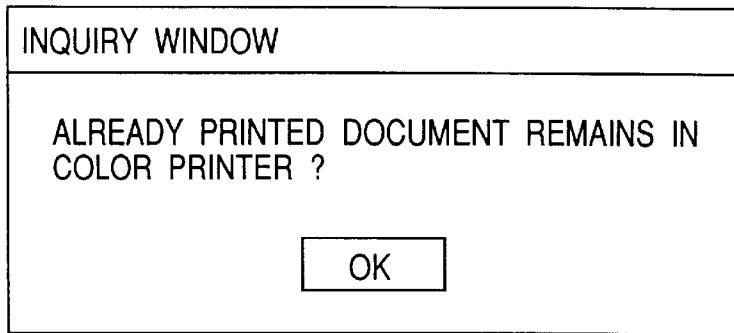 INQUIRY WINDOW
ALREADY PRINTED DOCUMENT REMAINS IN
COLOR PRINTER ?
OK